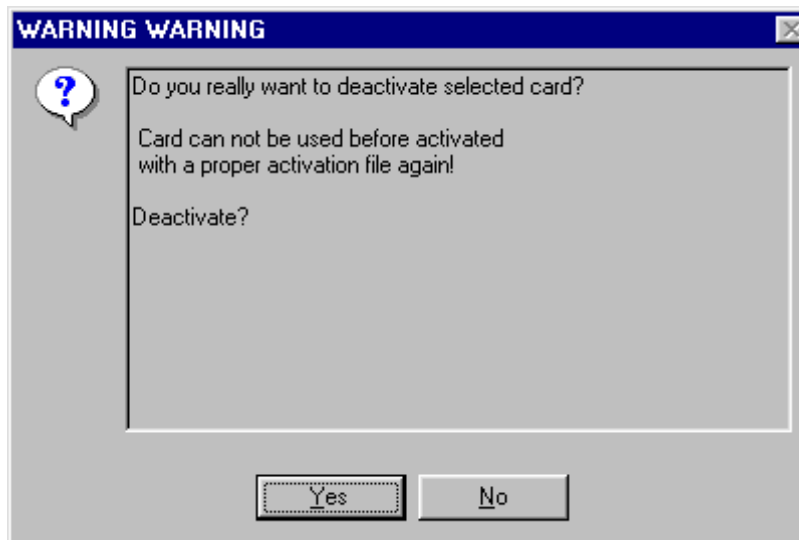 WARNING WARNING
Do you really want to deactivate selected card?
Card can not be used before activated
with a proper activation file again!
Deactivate?
Yes
No